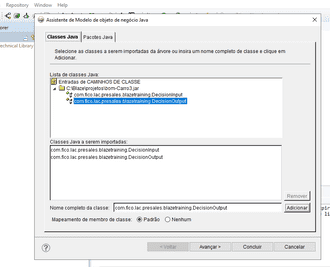 Repository Window Help
Assistente de Modelo de objeto de negócio Java
Classes Java Pacotes Java
Selecione as classes a serem importadas da árvore ou insira um nome completo da classe e clique em
Adicionar.
Lista de classes Java:
Entradas de CAMINHOS DE CLASSE
C:\Blaze\projetos\bom-Carro3.jar
com.fico.lac.presales.blazetraining.DecisionInput
com.fico.lac.presales.blazetraining.DecisionOutput
Technical Library
Classes Java a serem importadas:
com.fico.lac.presales.blazetraining.DecisionInput
com.fico.lac.presales.blazetraining.DecisionOutput
Remover
Nome completo da classe: com.fico.lac.presales.blazetraining.DecisionOutput Adicionar
Mapeamento de membro de classe: Padrão Nenhum
< Voltar Avançar > Concluir Cancelar